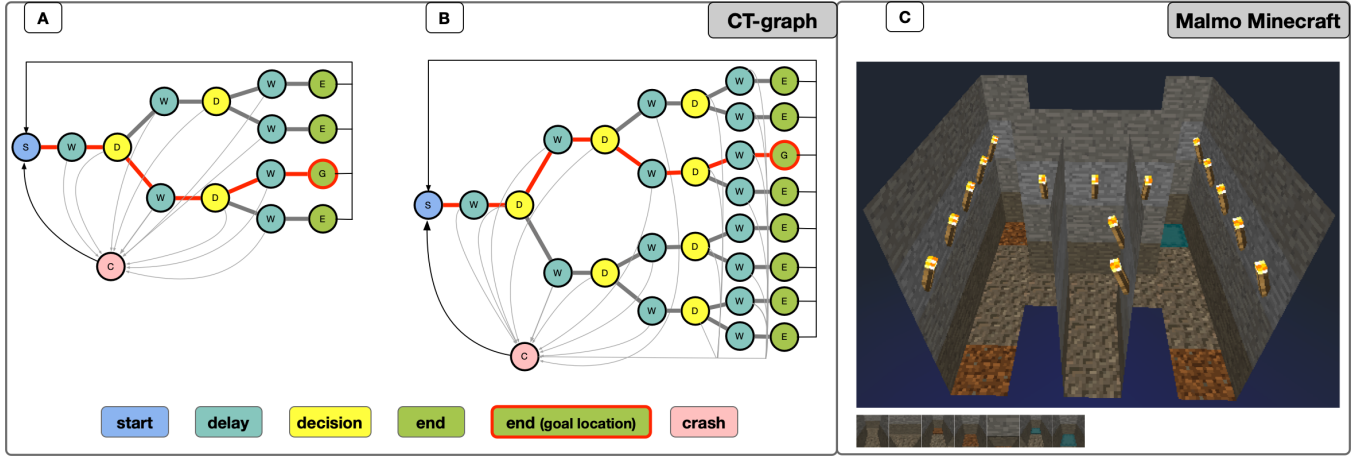 A
B
CT-graph
C
Malmo Minecraft
S
W
D
W
D
W
E
W
E
W
D
W
G
W
E
C
S
W
D
W
D
W
D
W
E
W
E
W
D
W
G
W
E
W
D
W
D
W
E
W
E
W
D
W
E
W
E
C
start
delay
decision
end
end (goal location)
crash